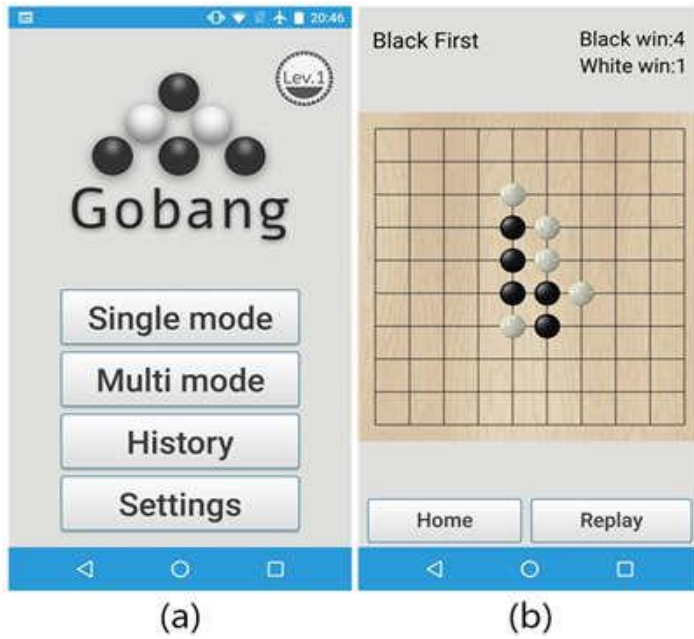 20:46
Lev.1
Gobang
Single mode
Multi mode
History
Settings
(a)
Black First
Black win:4
White win:1
Home
Replay
(b)